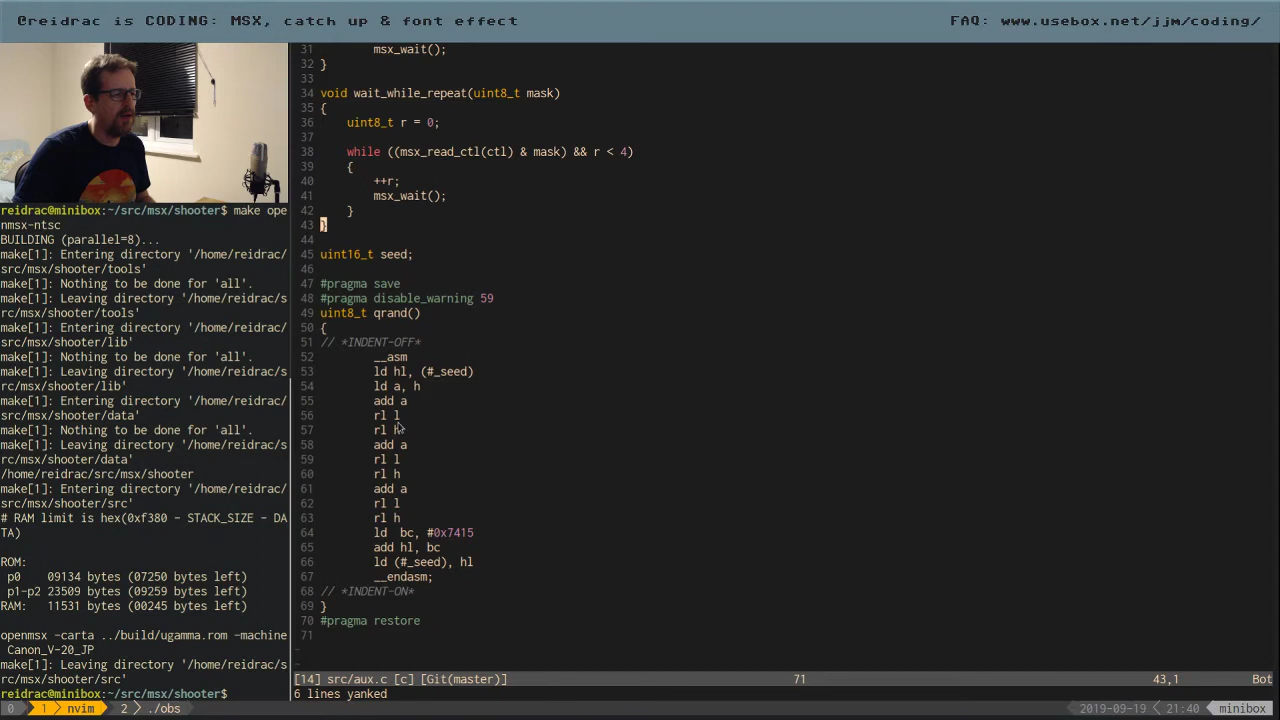 @reidrac is CODING: MSX, catch up & font effect
FAQ: www.usebox.net/jjm/coding/
reidrac@minibox:~/src/msx/shooter$ make ope
nmsx-ntsc
BUILDING (parallel=8)...
make[1]: Entering directory '/home/reidrac/
src/msx/shooter/tools'
make[1]: Nothing to be done for 'all'.
make[1]: Leaving directory '/home/reidrac/s
rc/msx/shooter/tools'
make[1]: Entering directory '/home/reidrac/
src/msx/shooter/lib'
make[1]: Nothing to be done for 'all'.
make[1]: Leaving directory '/home/reidrac/s
rc/msx/shooter/lib'
make[1]: Entering directory '/home/reidrac/
src/msx/shooter/data'
make[1]: Nothing to be done for 'all'.
make[1]: Leaving directory '/home/reidrac/s
rc/msx/shooter/data'
/home/reidrac/src/msx/shooter
make[1]: Entering directory '/home/reidrac/
src/msx/shooter/src'
# RAM limit is hex(0xf380 - STACK_SIZE - DA
TA)
ROM:
p0 09134 bytes (07250 bytes left)
p1-p2 23509 bytes (09259 bytes left)
RAM: 11531 bytes (00245 bytes left)
openmsx -carta ../build/ugamma.rom -machine
Canon_V-20_JP
make[1]: Leaving directory '/home/reidrac/s
rc/msx/shooter/src'
reidrac@minibox:~/src/msx/shooter$
31 msx_wait();
32 }
33
34 void wait_while_repeat(uint8_t mask)
35 {
36 uint8_t r = 0;
37
38 while ((msx_read_ctl(ctl) & mask) && r < 4)
39 {
40 ++r;
41 msx_wait();
42 }
43 }
44
45 uint16_t seed;
46
47 #pragma save
48 #pragma disable_warning 59
49 uint8_t qrand()
50 {
51 // *INDENT-OFF*
52 __asm
53 ld hl, (#_seed)
54 ld a, h
55 add a
56 rl l
57 rl h
58 add a
59 rl l
60 rl h
61 add a
62 rl l
63 rl h
64 ld bc, #0x7415
65 add hl, bc
66 ld (#_seed), hl
67 __endasm;
68 // *INDENT-ON*
69 }
70 #pragma restore
71
~
~
[14] src/aux.c [c] [Git(master)] 71 43,1 Bot
6 lines yanked
0 1 nvim 2 ./obs 2019-09-19 21:40 minibox